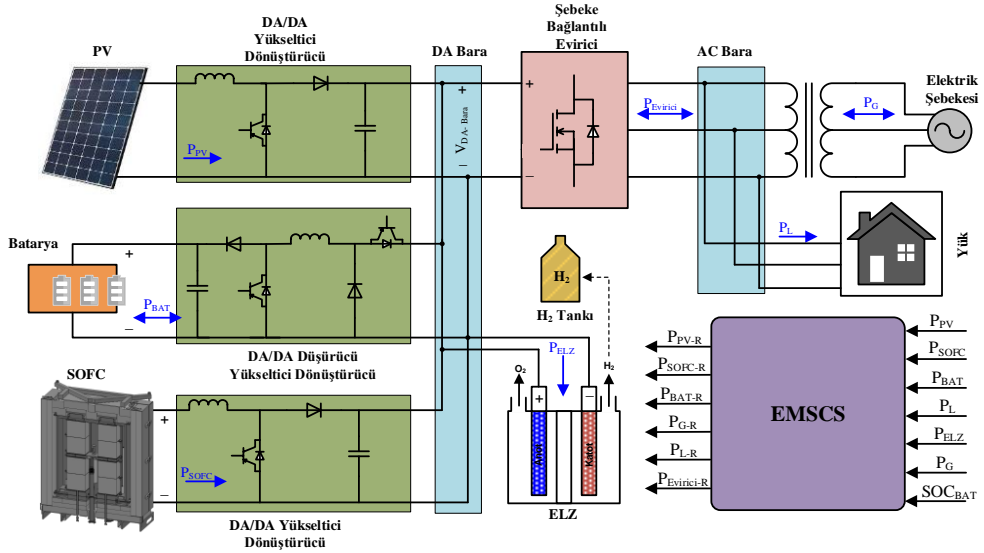 PV
DA/DA
Yükseltici
Dönüştürücü
DA Bara
Şebeke
Bağlantılı
Evirici
AC Bara
Elektrik
Şebekesi
P_PV
+
V_DA-Bara
–
+
–
P_Evirici
P_G
P_L
Yük
Batarya
+
–
P_BAT
DA/DA Düşürücü
Yükseltici Dönüştürücü
H₂
H₂ Tankı
SOFC
+
–
P_SOFC
DA/DA Yükseltici
Dönüştürücü
P_ELZ
O₂
H₂
+
–
Anot
Katot
ELZ
EMSCS
P_PV-R
P_SOFC-R
P_BAT-R
P_G-R
P_L-R
P_Evirici-R
P_PV
P_SOFC
P_BAT
P_L
P_ELZ
P_G
SOC_BAT